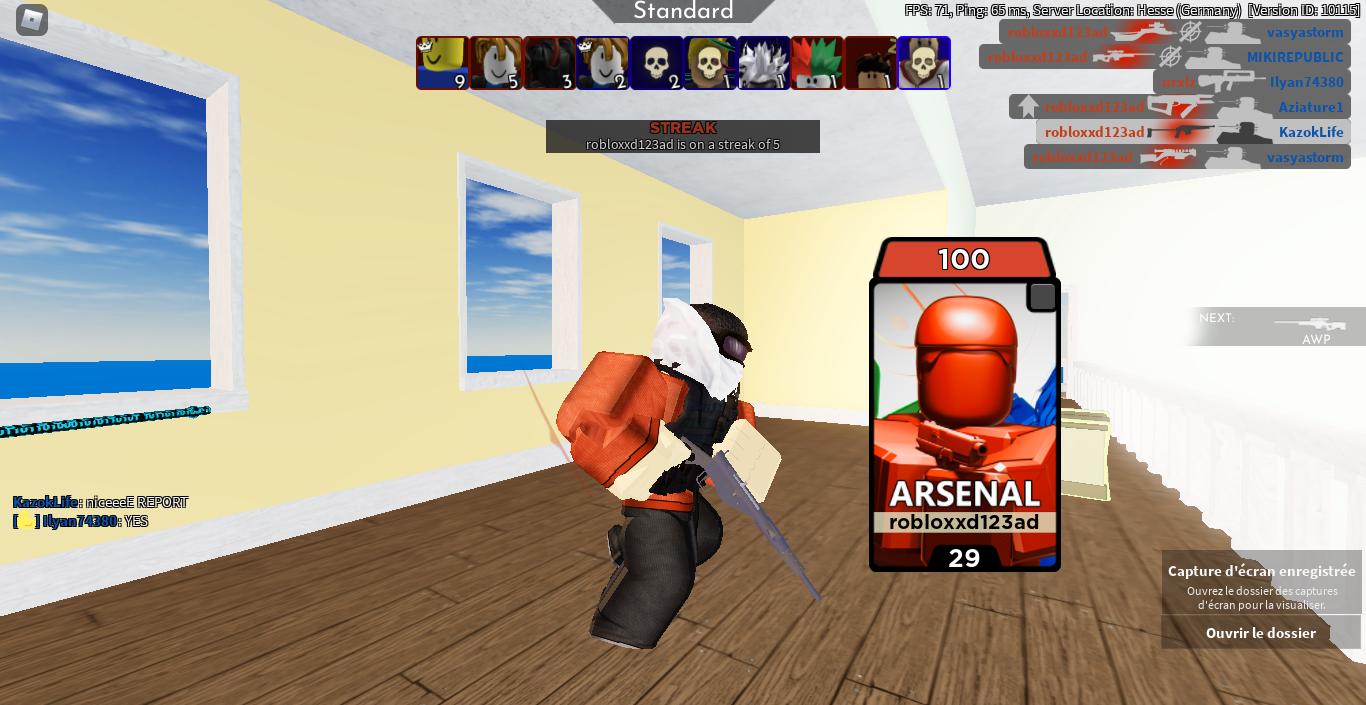 Standard
FPS: 71, Ping: 65 ms, Server Location: Hesse (Germany) [Version ID: 10115]
9 5 3 2 2 1 1 1 1 1
robloxxd123ad vasyastorm
robloxxd123ad MIKIREPUBLIC
Ilyan74380
robloxxd123ad Aziature1
robloxxd123ad KazokLife
robloxxd123ad vasyastorm
STREAK
robloxxd123ad is on a streak of 5
100
ARSENAL
robloxxd123ad
29
NEXT:
AWP
KazokLife: niceeeE REPORT
[ ] Ilyan74380: YES
Capture d'écran enregistrée
Ouvrez le dossier des captures
d'écran pour la visualiser.
Ouvrir le dossier